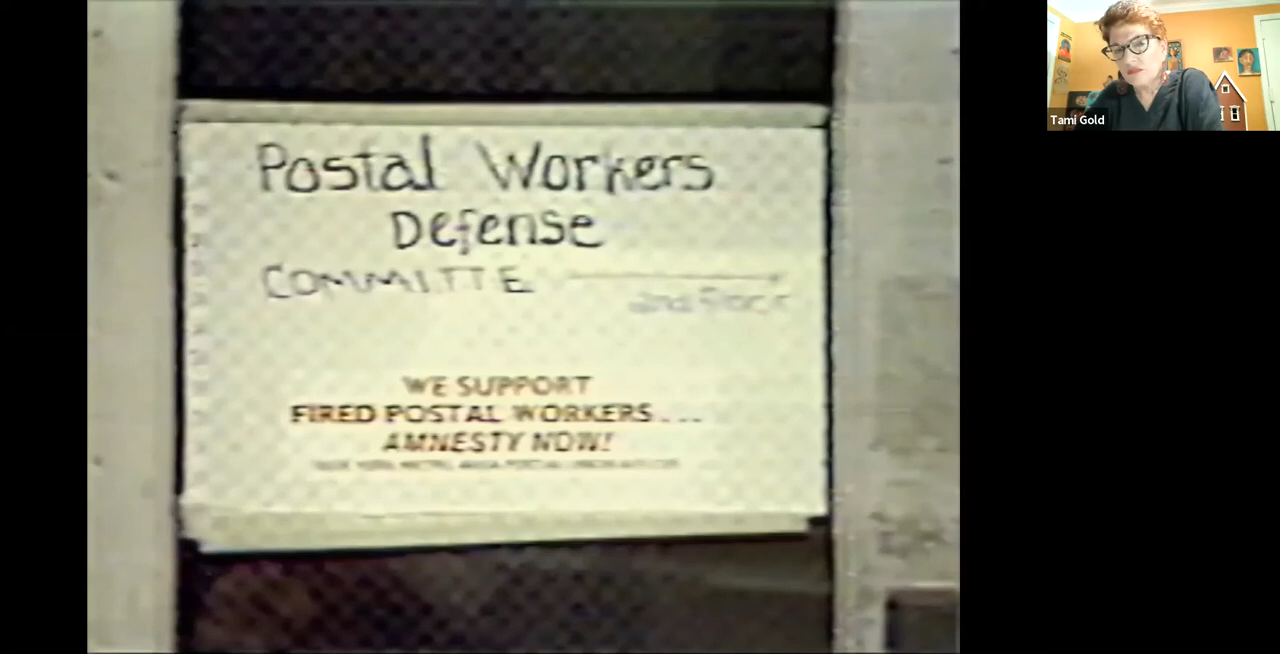 Postal Workers
Defense
COMMITTE
2nd Floor
WE SUPPORT
FIRED POSTAL WORKERS....
AMNESTY NOW!
Tami Gold